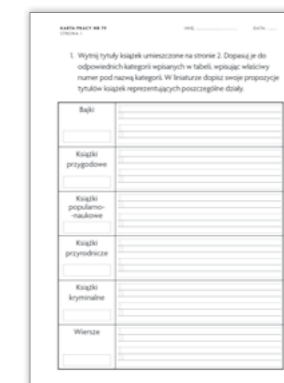 KARTA PRACY NR 79
IMIĘ
DATA
STRONA 1
1. Wytnij tytuły książek umieszczone na stronie 2. Dopasuj je do
odpowiednich kategorii wpisanych w tabeli, wpisując właściwy
numer pod nazwą kategorii. W liniaturze dopisz swoje propozycje
tytułów książek reprezentujących poszczególne działy.
Bajki
Książki
przygodowe
Książki
popularno-
-naukowe
Książki
przyrodnicze
Książki
kryminalne
Wiersze